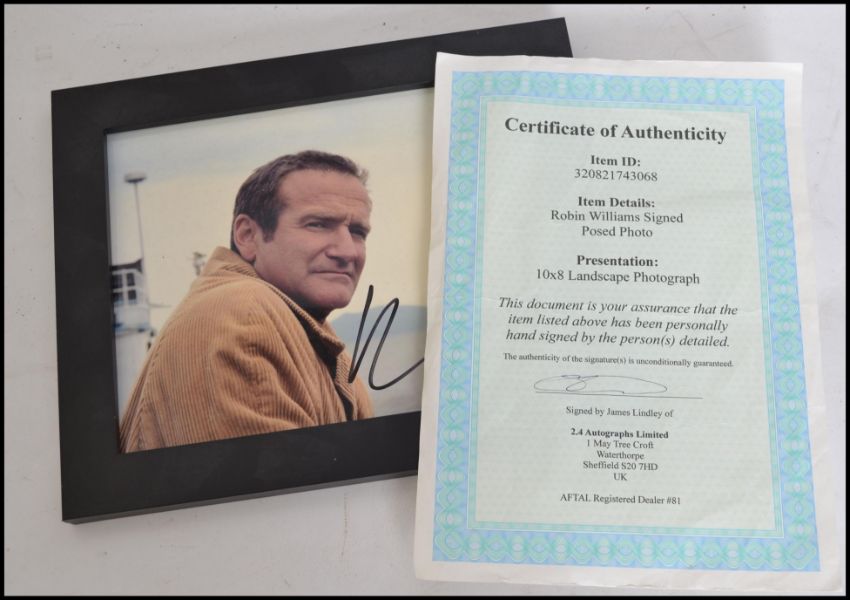 Certificate of Authenticity
Item ID:
320821743068
Item Details:
Robin Williams Signed
Posed Photo
Presentation:
10x8 Landscape Photograph
This document is your assurance that the
item listed above has been personally
hand signed by the person(s) detailed.
The authenticity of the signature(s) is unconditionally guaranteed.
Signed by James Lindley of
2.4 Autographs Limited
1 May Tree Croft
Waterthorpe
Sheffield S20 7HD
UK
AFTAL Registered Dealer #81